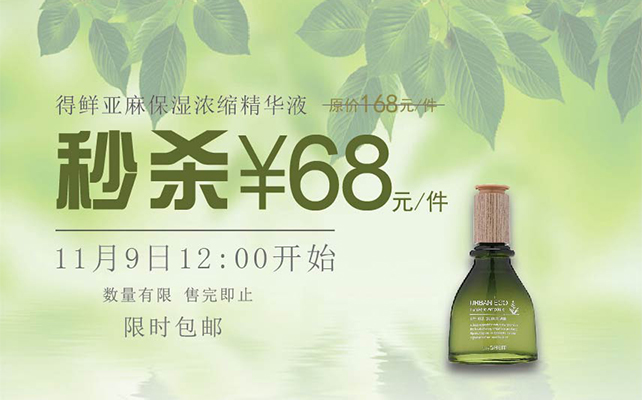 得鲜亚麻保湿浓缩精华液 原价168元/件
秒杀¥68元/件
11月9日12:00开始
数量有限 售完即止
限时包邮
URBAN ECO